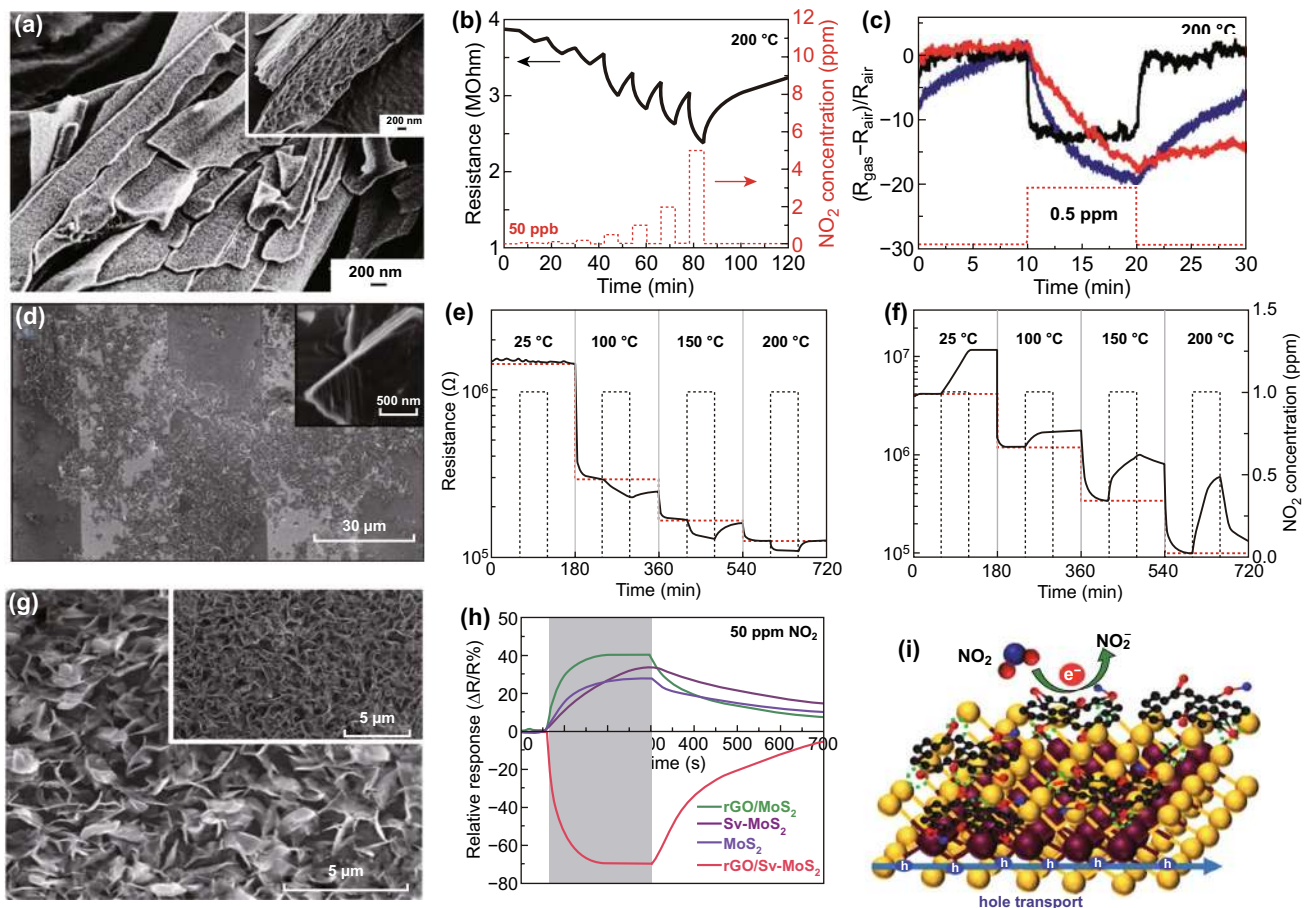 (a)
200 nm
200 nm
(b)
200 °C
Resistance (MOhm)
4
3
2
1
50 ppb
0 20 40 60 80 100 120
Time (min)
12
10
8
6
4
2
0
NO2 concentration (ppm)
(c)
200 °C
(Rgas−Rair)/Rair
0
−10
−20
−30
0.5 ppm
0 5 10 15 20 25 30
Time (min)
(d)
500 nm
30 µm
(e)
25 °C 100 °C 150 °C 200 °C
Resistance (Ω)
10⁶
10⁵
0 180 360 540 720
Time (min)
(f)
25 °C 100 °C 150 °C 200 °C
10⁷
10⁶
10⁵
0 180 360 540 720
Time (min)
1.5
1.0
0.5
0.0
NO2 concentration (ppm)
(g)
5 µm
5 µm
(h)
50 ppm NO2
Relative response (ΔR/R%)
50
40
20
0
−20
−40
−60
−80
00 400 500 600 700
ime (s)
rGO/MoS2
Sv-MoS2
MoS2
rGO/Sv-MoS2
(i)
NO2
NO2−
e−
h h h h h h
hole transport